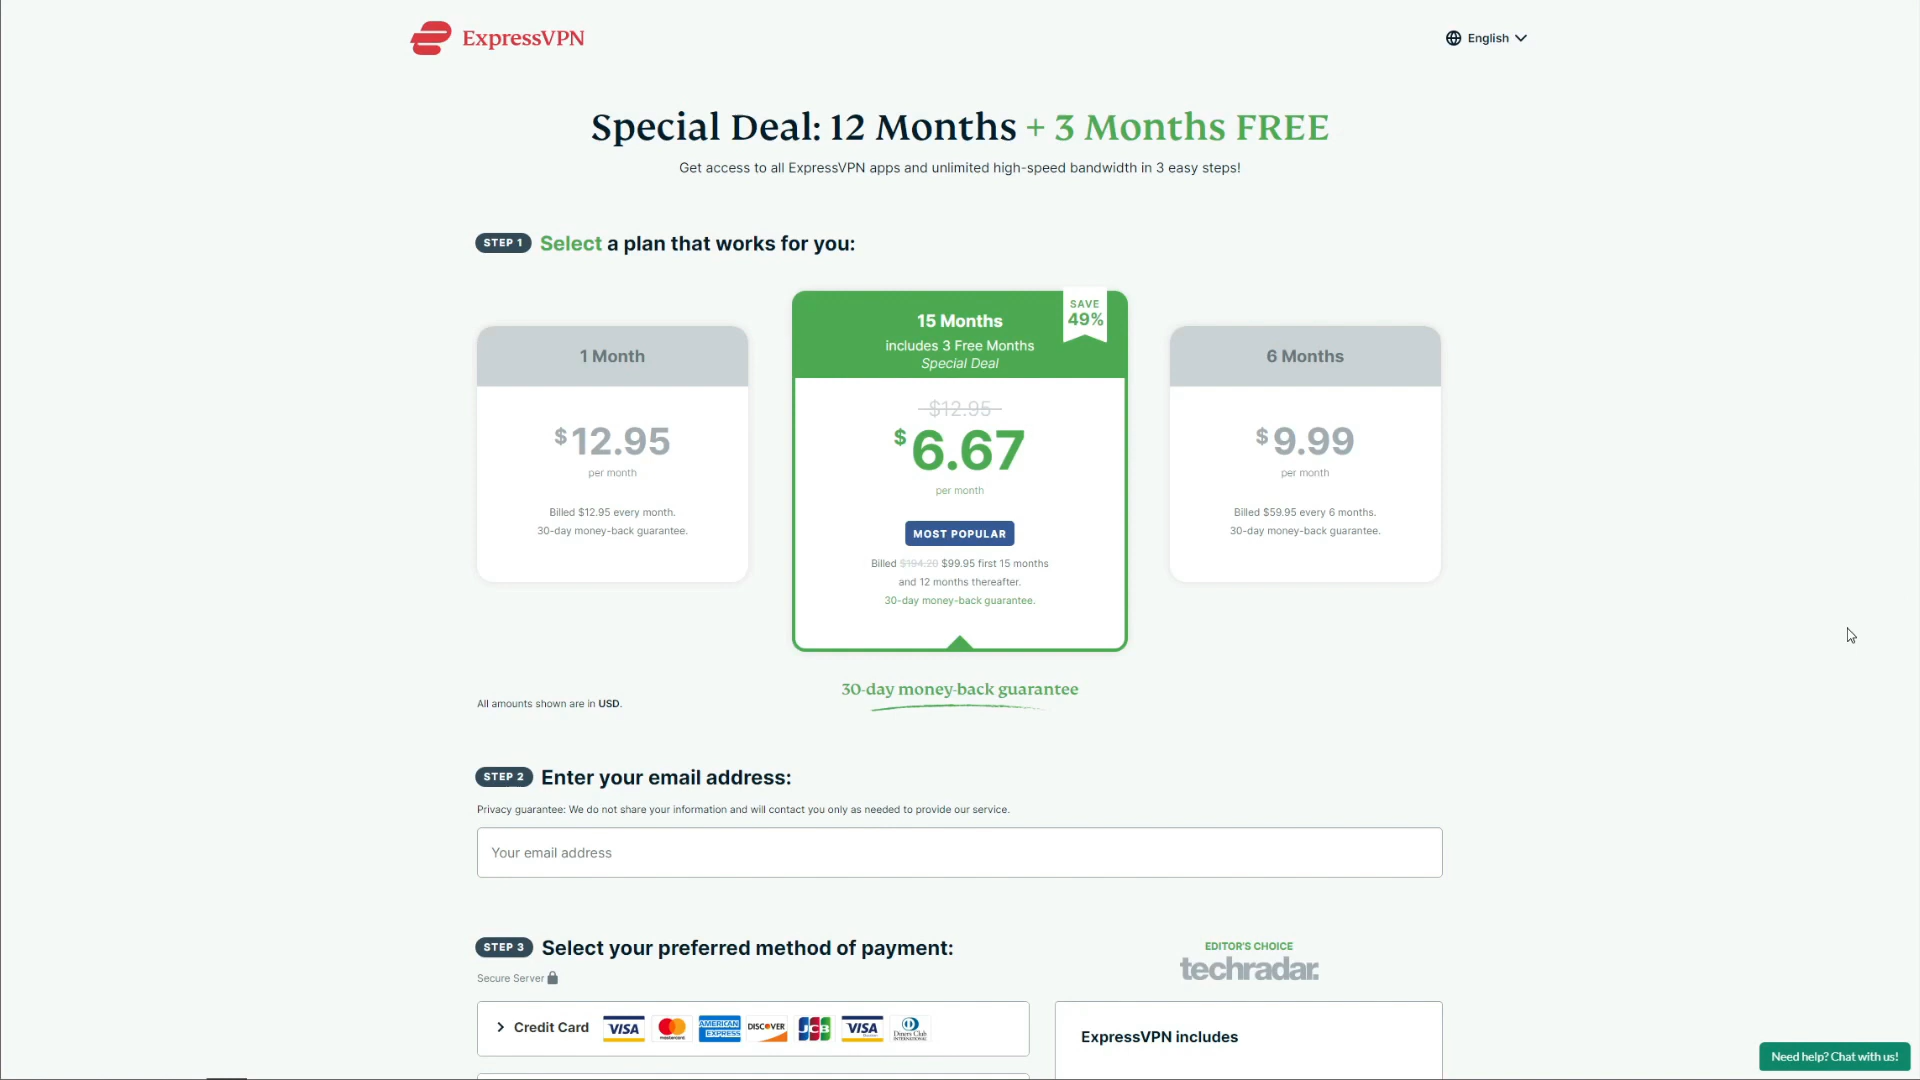 ExpressVPN
English
Special Deal: 12 Months + 3 Months FREE
Get access to all ExpressVPN apps and unlimited high-speed bandwidth in 3 easy steps!
STEP 1 Select a plan that works for you:
1 Month
$12.95
per month
Billed $12.95 every month.
30-day money-back guarantee.
15 Months
includes 3 Free Months
Special Deal
SAVE
49%
$12.95
$6.67
per month
MOST POPULAR
Billed $194.20 $99.95 first 15 months
and 12 months thereafter.
30-day money-back guarantee.
6 Months
$9.99
per month
Billed $59.95 every 6 months.
30-day money-back guarantee.
All amounts shown are in USD.
30-day money-back guarantee
STEP 2 Enter your email address:
Privacy guarantee: We do not share your information and will contact you only as needed to provide our service.
Your email address
STEP 3 Select your preferred method of payment:
Secure Server
Credit Card VISA mastercard AMERICAN EXPRESS DISCOVER JCB VISA Diners Club INTERNATIONAL
EDITOR'S CHOICE
techradar.
ExpressVPN includes
Need help? Chat with us!